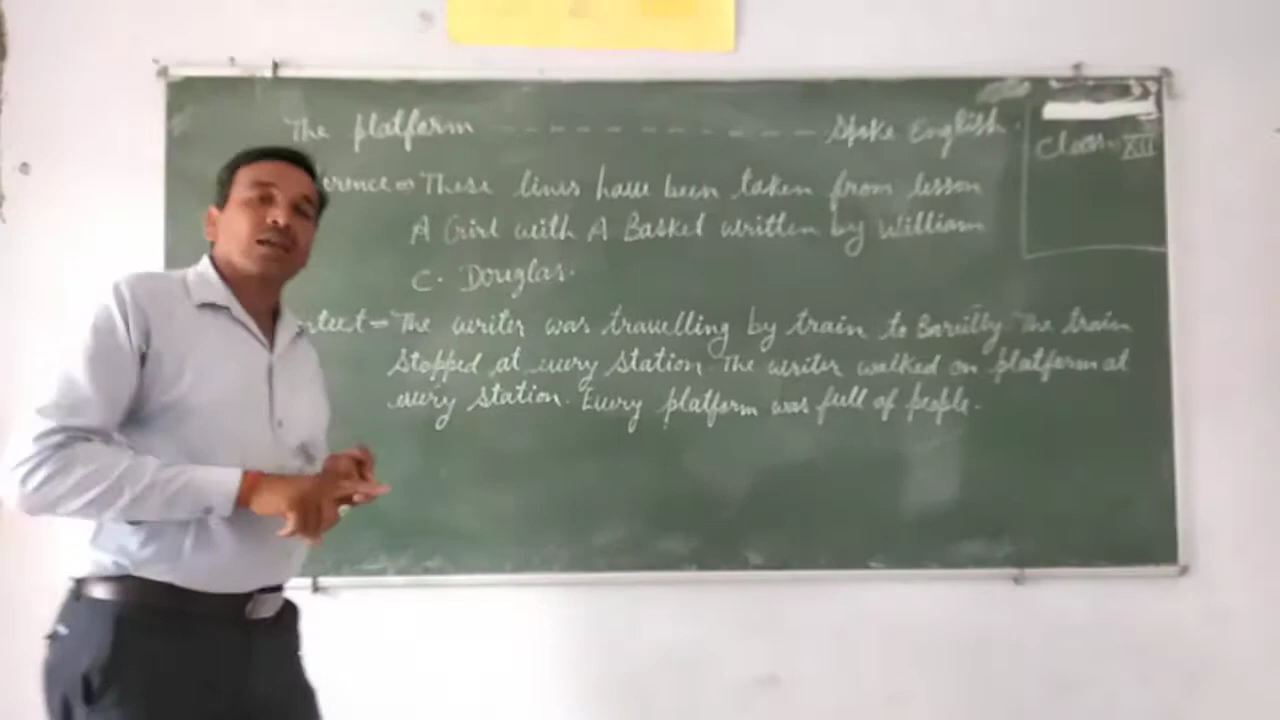 The platform - - - - - - - - - - - - - Spoke English.
Class - XII
erence = These lines have been taken from lesson
A Girl with A Basket written by William
C. Douglas.
text = The writer was travelling by train to Bareilly The train
Stopped at every station The writer walked on platform at
every station. Every platform was full of people.